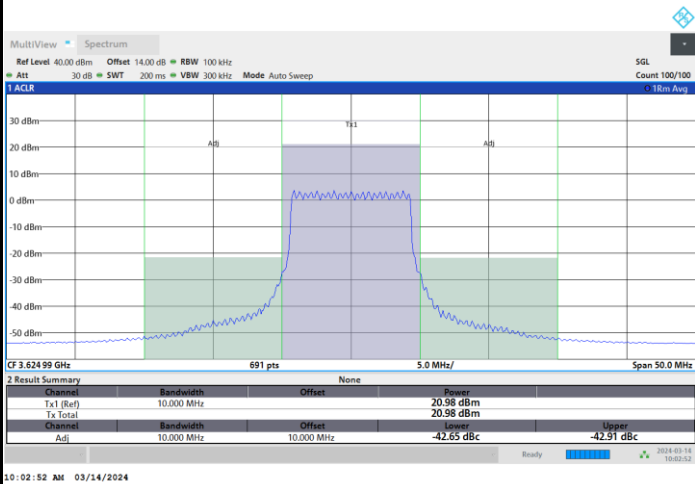 MultiView Spectrum
Ref Level 40.00 dBm Offset 14.00 dB RBW 100 kHz SGL
Att 30 dB SWT 200 ms VBW 300 kHz Mode Auto Sweep Count 100/100
1 ACLR 1Rm Avg
30 dBm
Tx1
20 dBm
Adj Adj
10 dBm
0 dBm
-10 dBm
-20 dBm
-30 dBm
-40 dBm
-50 dBm
CF 3.624 99 GHz 691 pts 5.0 MHz/ Span 50.0 MHz
2 Result Summary None
Channel Bandwidth Offset Power
Tx1 (Ref) 10.000 MHz 20.98 dBm
Tx Total 20.98 dBm
Channel Bandwidth Offset Lower Upper
Adj 10.000 MHz 10.000 MHz -42.65 dBc -42.91 dBc
Ready 2024-03-14
10:02:52
10:02:52 AM 03/14/2024